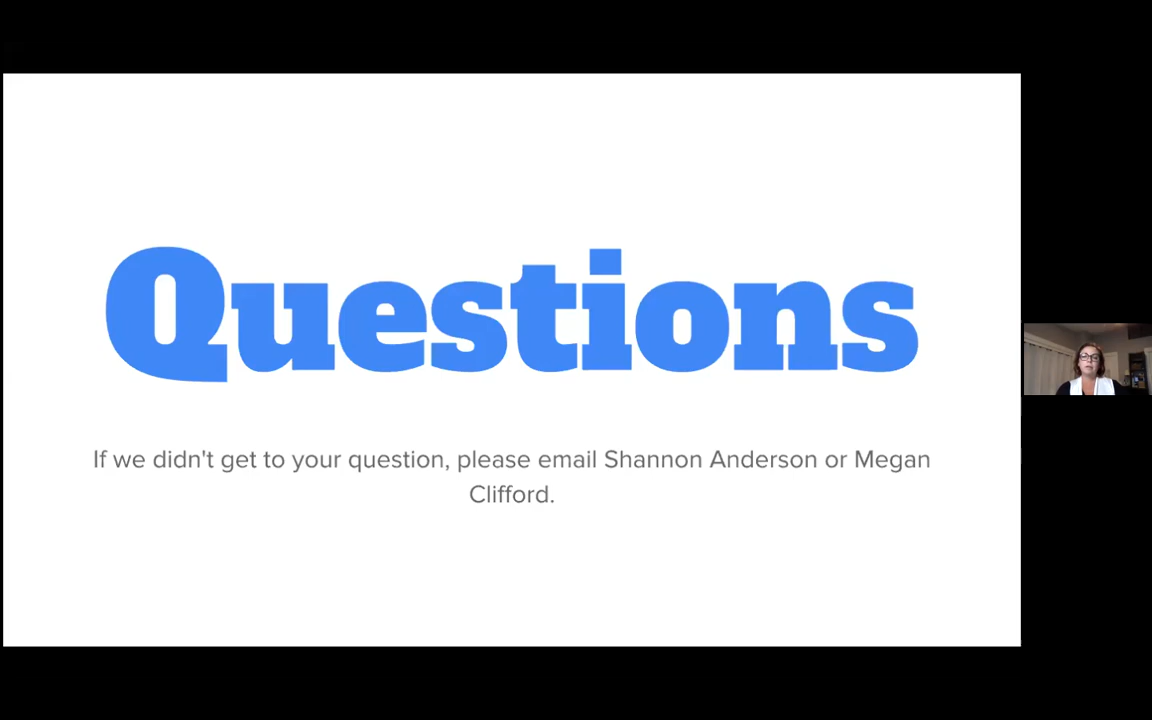 Questions
If we didn't get to your question, please email Shannon Anderson or Megan
Clifford.